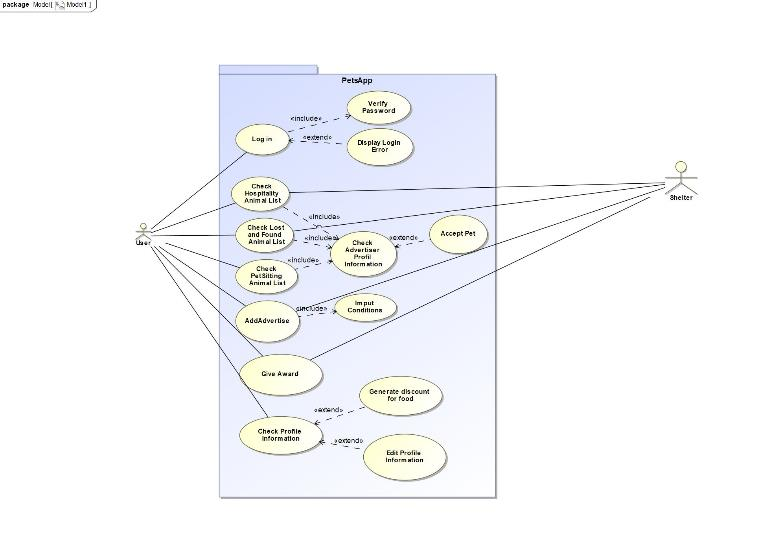 package Model [ Model1 ]
PetsApp
Verify
Password
«include»
Log in
«extend»
Display Login
Error
Check
Hospitality
Animal List
Shelter
User
«include»
Check Lost
and Found
Animal List
«include»
Check
Advertiser
Profil
Information
«extend»
Accept Pet
Check
PetSitting
Animal List
«include»
AddAdvertise
«include»
Imput
Conditions
Give Award
Generate discount
for food
«extend»
Check Profile
Information
«extend»
Edit Profile
Information